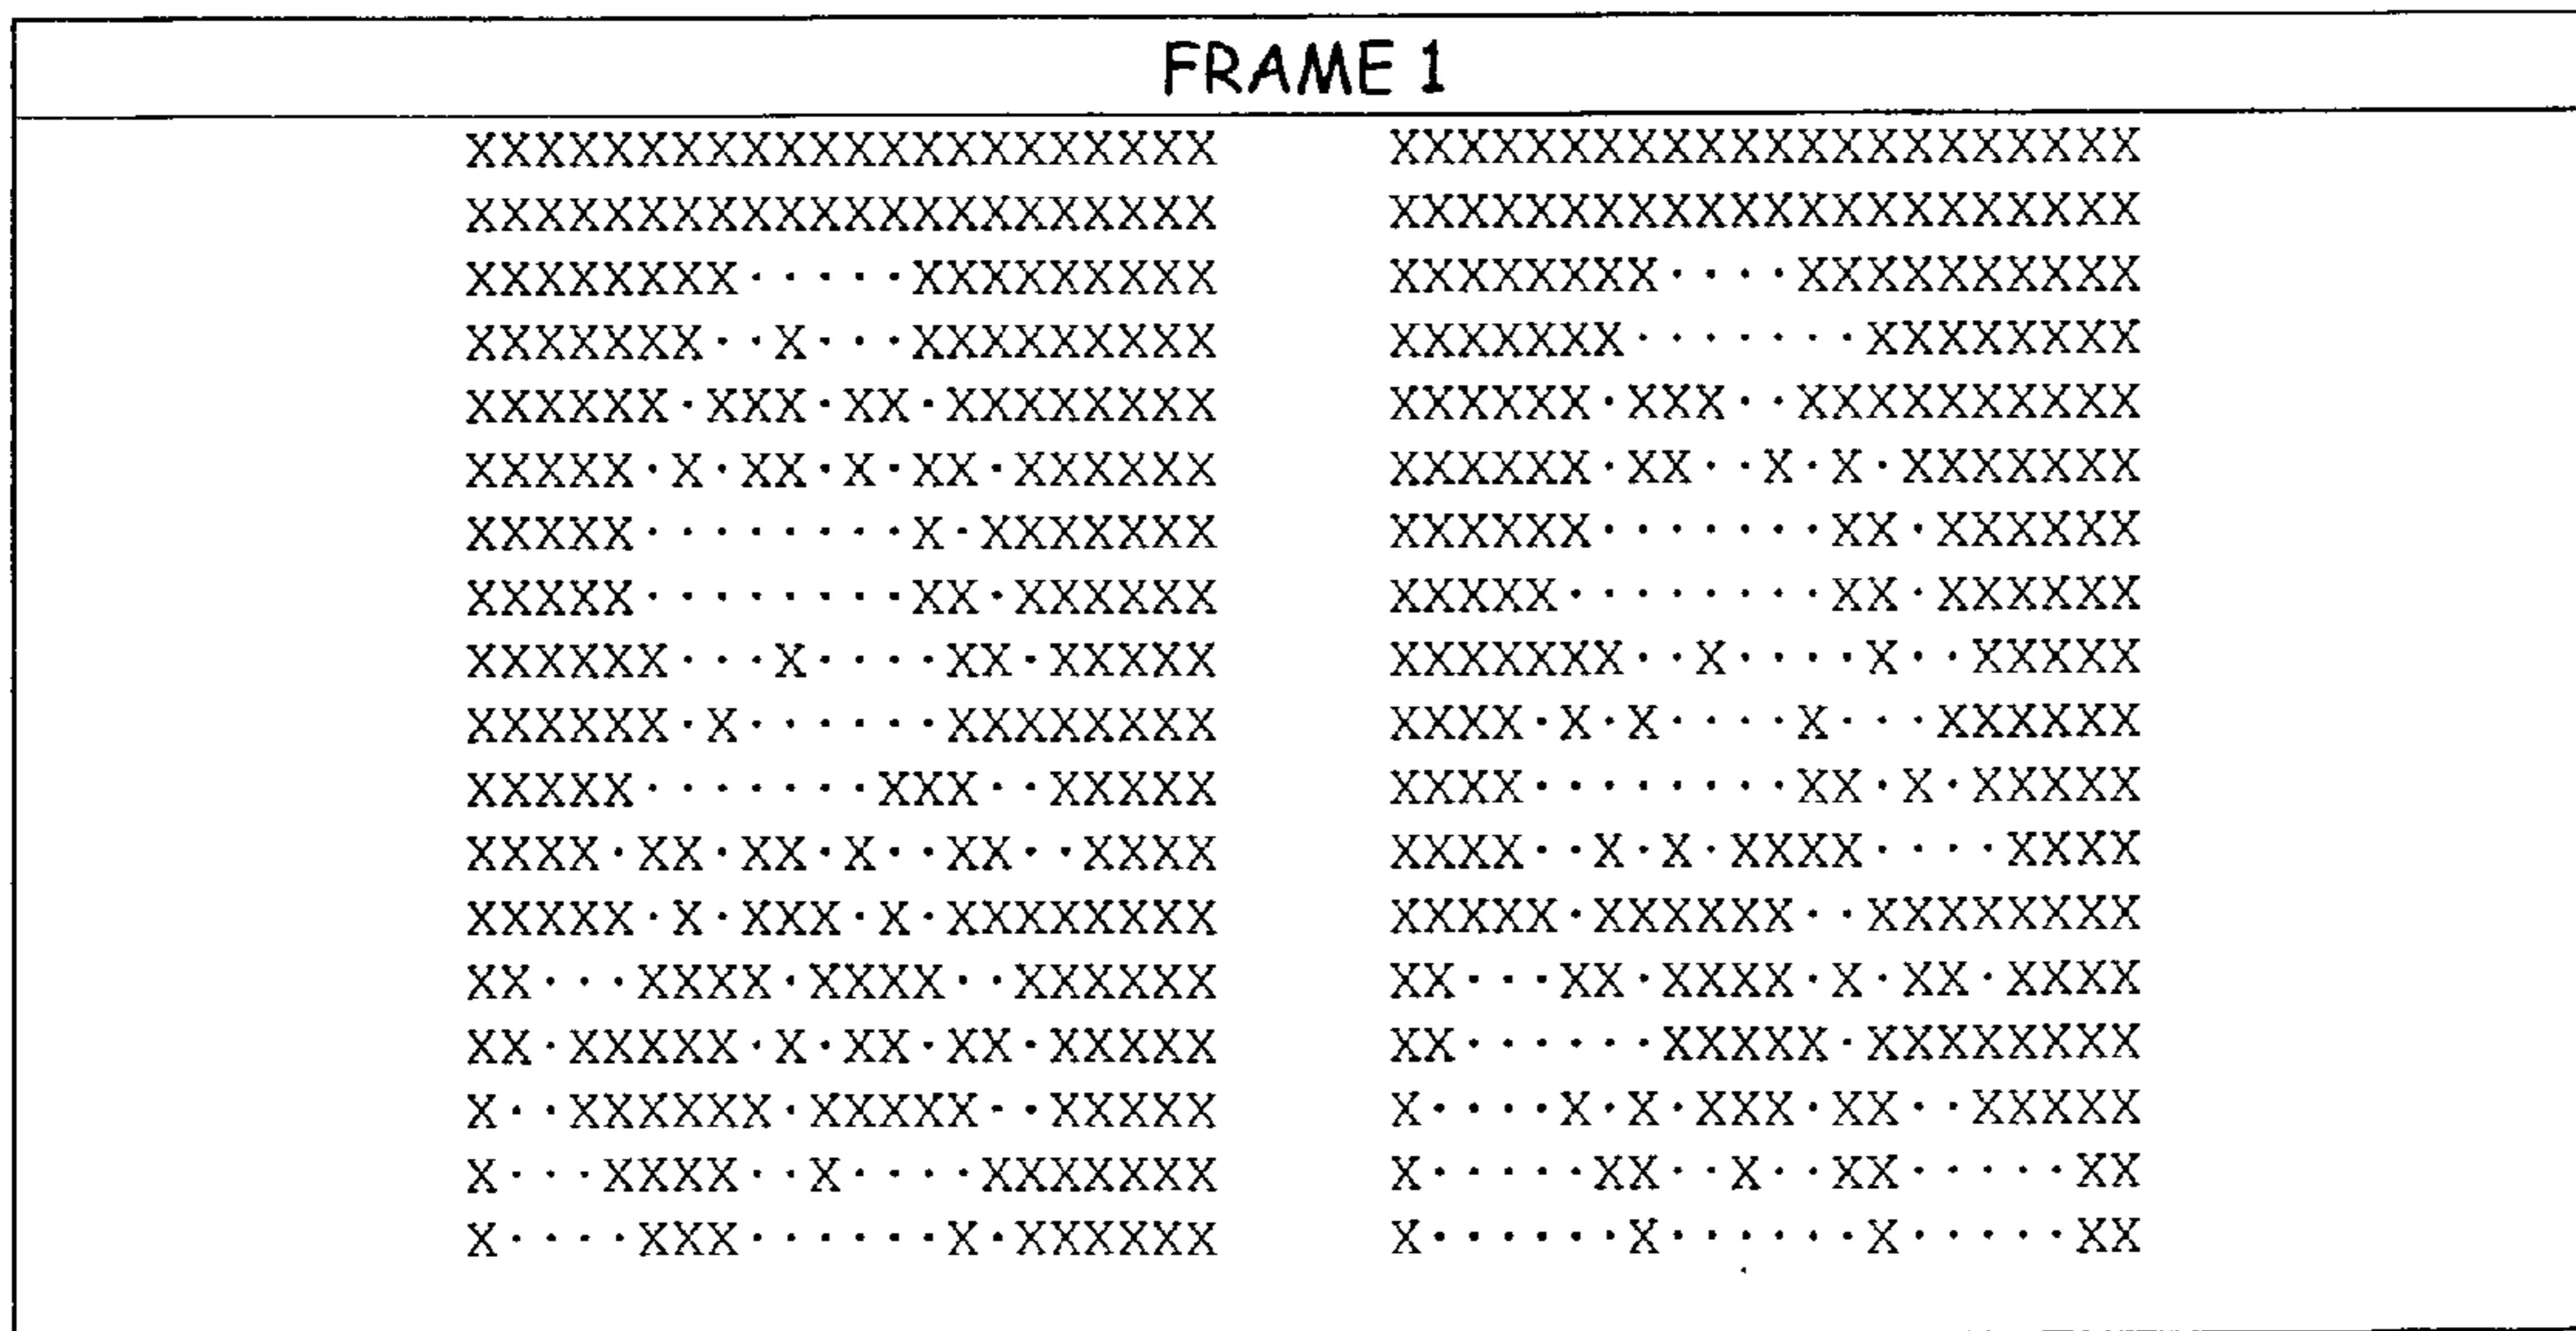 FRAME 1
XXXXXXXXXXXXXXXXXXXXXX XXXXXXXXXXXXXXXXXXXXXX
XXXXXXXXXXXXXXXXXXXXXX XXXXXXXXXXXXXXXXXXXXXX
XXXXXXXX·····XXXXXXXXX XXXXXXXX····XXXXXXXXXX
XXXXXXX··X···XXXXXXXXX XXXXXXX·······XXXXXXXX
XXXXXX·XXX·XX·XXXXXXXX XXXXXX·XXX··XXXXXXXXXX
XXXXX·X·XX·X·XX·XXXXXX XXXXXX·XX··X·X·XXXXXXX
XXXXX········X·XXXXXXX XXXXXX·······XX·XXXXXX
XXXXX········XX·XXXXXX XXXXX········XX·XXXXXX
XXXXXX···X····XX·XXXXX XXXXXXX··X····X··XXXXX
XXXXXX·X······XXXXXXXX XXXX·X·X····X···XXXXXX
XXXXX·······XXX··XXXXX XXXX········XX·X·XXXXX
XXXX·XX·XX·X··XX··XXXX XXXX··X·X·XXXX····XXXX
XXXXX·X·XXX·X·XXXXXXXX XXXXX·XXXXXX··XXXXXXXX
XX···XXXX·XXXX··XXXXXX XX···XX·XXXX·X·XX·XXXX
XX·XXXXX·X·XX·XX·XXXXX XX······XXXXX·XXXXXXXX
X··XXXXXX·XXXXX··XXXXX X····X·X·XXX·XX··XXXXX
X···XXXX··X····XXXXXXX X·····XX··X··XX·····XX
X····XXX······X·XXXXXX X······X······X·····XX